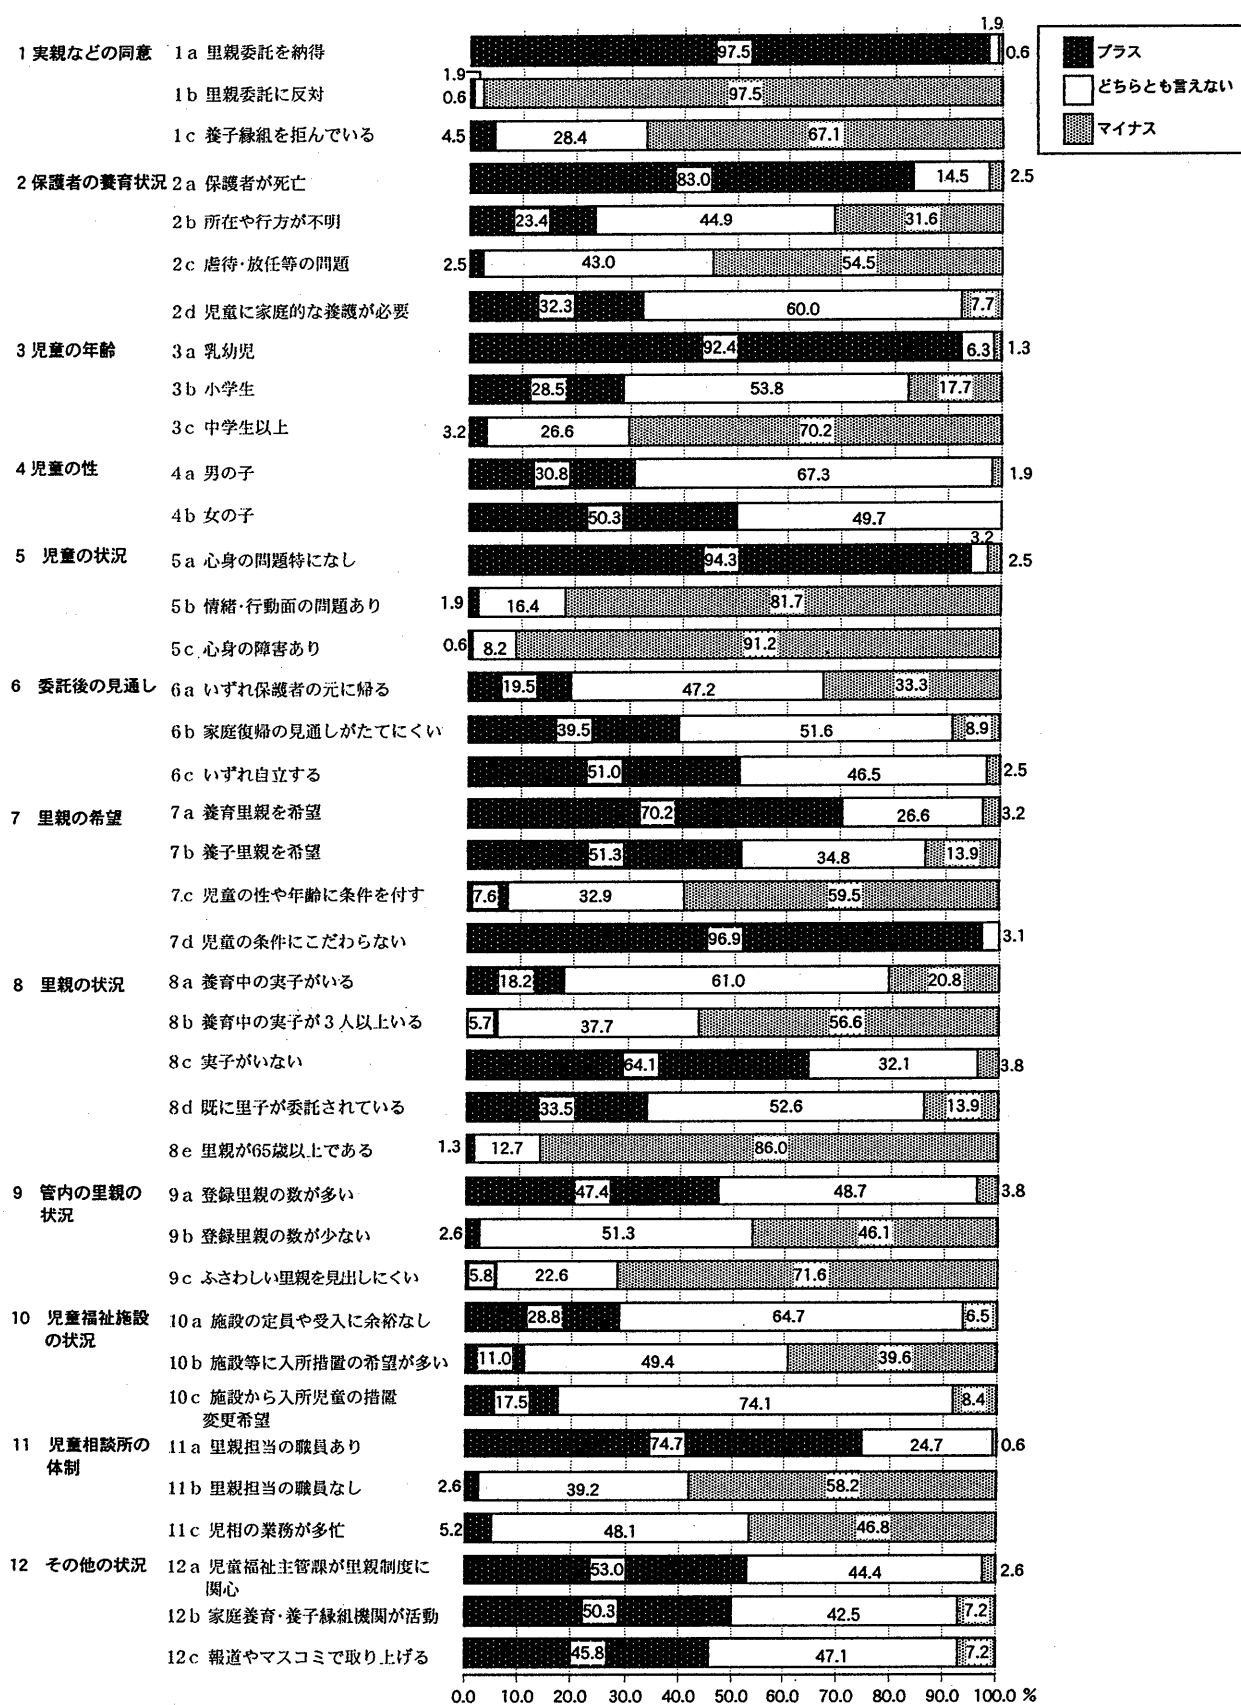 プラス
どちらとも言えない
マイナス
1 実親などの同意 1a 里親委託を納得 97.5 1.9 0.6
1b 里親委託に反対 0.6 1.9 97.5
1c 養子縁組を拒んでいる 4.5 28.4 67.1
2 保護者の養育状況 2a 保護者が死亡 83.0 14.5 2.5
2b 所在や行方が不明 23.4 44.9 31.6
2c 虐待・放任等の問題 2.5 43.0 54.5
2d 児童に家庭的な養護が必要 32.3 60.0 7.7
3 児童の年齢 3a 乳幼児 92.4 6.3 1.3
3b 小学生 28.5 53.8 17.7
3c 中学生以上 3.2 26.6 70.2
4 児童の性 4a 男の子 30.8 67.3 1.9
4b 女の子 50.3 49.7
5 児童の状況 5a 心身の問題特になし 94.3 3.2 2.5
5b 情緒・行動面の問題あり 1.9 16.4 81.7
5c 心身の障害あり 0.6 8.2 91.2
6 委託後の見通し 6a いずれ保護者の元に帰る 19.5 47.2 33.3
6b 家庭復帰の見通しがたてにくい 39.5 51.6 8.9
6c いずれ自立する 51.0 46.5 2.5
7 里親の希望 7a 養育里親を希望 70.2 26.6 3.2
7b 養子里親を希望 51.3 34.8 13.9
7c 児童の性や年齢に条件を付す 7.6 32.9 59.5
7d 児童の条件にこだわらない 96.9 3.1
8 里親の状況 8a 養育中の実子がいる 18.2 61.0 20.8
8b 養育中の実子が3人以上いる 5.7 37.7 56.6
8c 実子がいない 64.1 32.1 3.8
8d 既に里子が委託されている 33.5 52.6 13.9
8e 里親が65歳以上である 1.3 12.7 86.0
9 管内の里親の 9a 登録里親の数が多い 47.4 48.7 3.8
状況
9b 登録里親の数が少ない 2.6 51.3 46.1
9c ふさわしい里親を見出しにくい 5.8 22.6 71.6
10 児童福祉施設 10a 施設の定員や受入に余裕なし 28.8 64.7 6.5
の状況
10b 施設等に入所措置の希望が多い 11.0 49.4 39.6
10c 施設から入所児童の措置 17.5 74.1 8.4
変更希望
11 児童相談所の 11a 里親担当の職員あり 74.7 24.7 0.6
体制
11b 里親担当の職員なし 2.6 39.2 58.2
11c 児相の業務が多忙 5.2 48.1 46.8
12 その他の状況 12a 児童福祉主管課が里親制度に 53.0 44.4 2.6
関心
12b 家庭養育・養子縁組機関が活動 50.3 42.5 7.2
12c 報道やマスコミで取り上げる 45.8 47.1 7.2
0.0 10.0 20.0 30.0 40.0 50.0 60.0 70.0 80.0 90.0 100.0 %